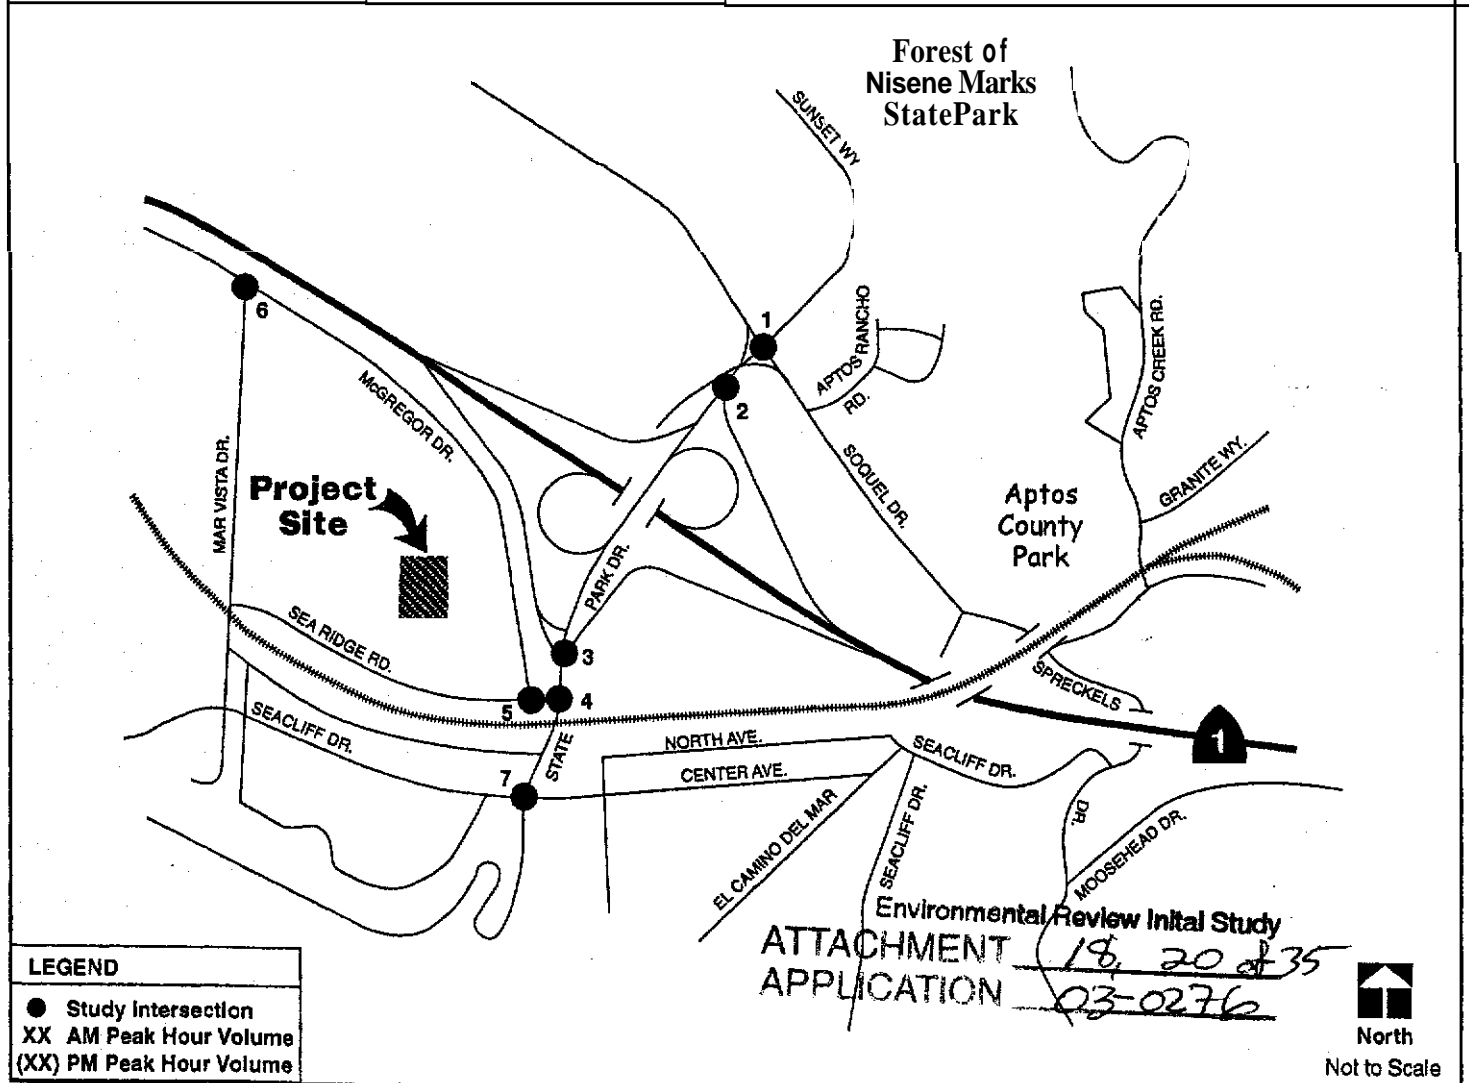 Forest of
Nisene Marks
StatePark
SUNSET WY
1
6
APTOS RANCHO
RD.
APTOS CREEK RD.
2
McGREGOR DR.
MAR VISTA DR.
SOQUEL DR.
GRANITE WY.
Project
Site
Aptos
County
Park
PARK DR.
SEA RIDGE RD.
3
SPRECKELS
5
4
SEACLIFF DR.
STATE
NORTH AVE.
SEACLIFF DR.
1
CENTER AVE.
7
EL CAMINO DEL MAR
SEACLIFF DR.
DR.
MOOSEHEAD DR.
Environmental Review Inital Study
ATTACHMENT 18, 20 of 35
APPLICATION 03-0276
LEGEND
Study Intersection
XX AM Peak Hour Volume
(XX) PM Peak Hour Volume
North
Not to Scale